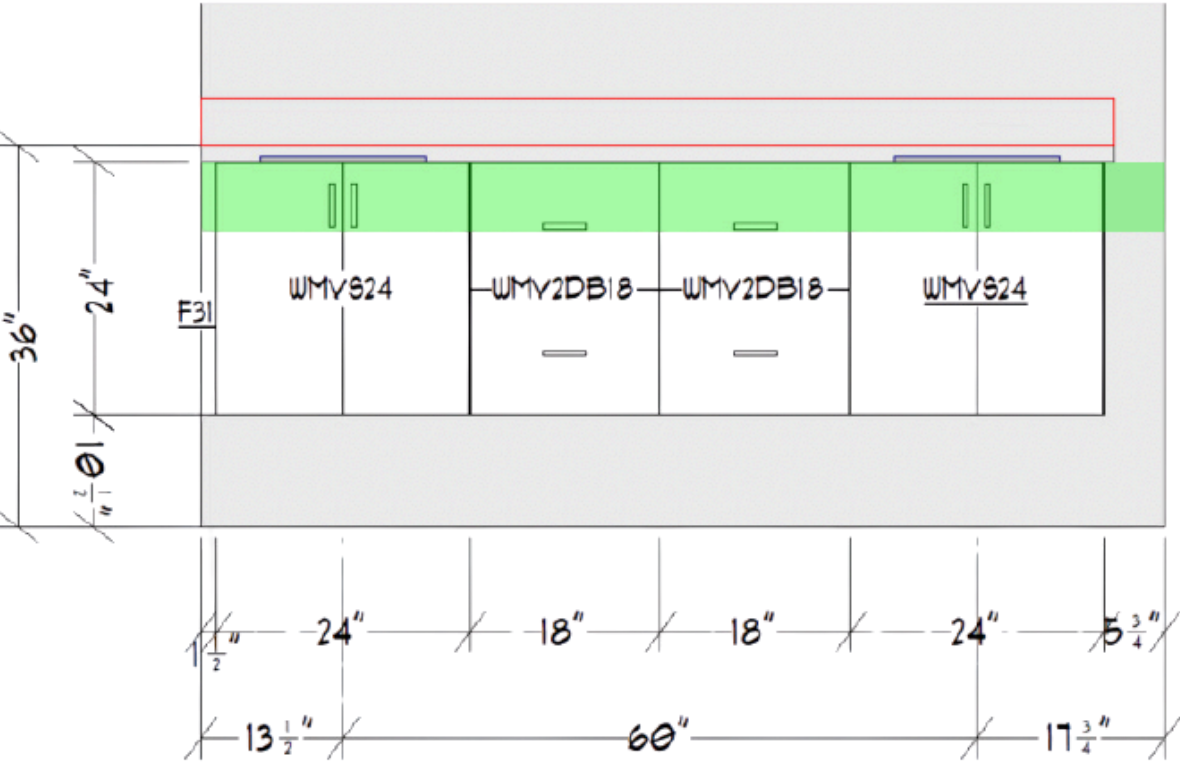 WMVS24
WMV2DB18
WMV2DB18
WMVS24
F31
24"
36"
10 1/2"
1 1/2"
24"
18"
18"
24"
5 3/4"
13 1/2"
60"
17 3/4"